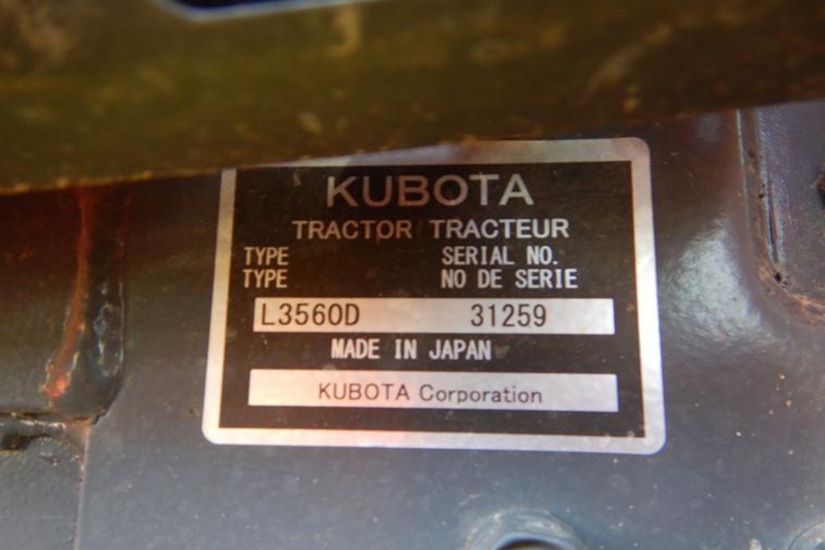 KUBOTA
TRACTOR TRACTEUR
TYPE SERIAL NO.
TYPE NO DE SERIE
L3560D 31259
MADE IN JAPAN
KUBOTA Corporation